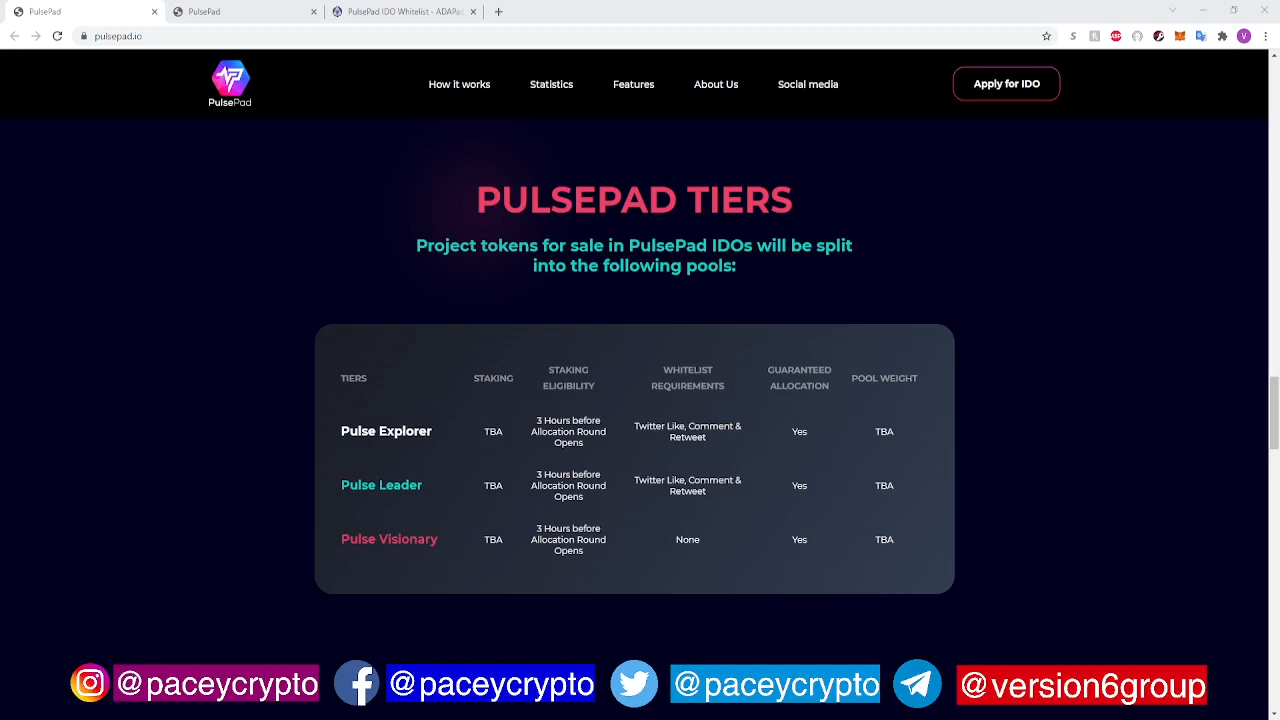 PulsePad
PulsePad
PulsePad IDO Whitelist - ADAPad
pulsepad.io
PulsePad
How it works
Statistics
Features
About Us
Social media
Apply for IDO
PULSEPAD TIERS
Project tokens for sale in PulsePad IDOs will be split
into the following pools:
TIERS
STAKING
STAKING
ELIGIBILITY
WHITELIST
REQUIREMENTS
GUARANTEED
ALLOCATION
POOL WEIGHT
Pulse Explorer
TBA
3 Hours before
Allocation Round
Opens
Twitter Like, Comment &
Retweet
Yes
TBA
Pulse Leader
TBA
3 Hours before
Allocation Round
Opens
Twitter Like, Comment &
Retweet
Yes
TBA
Pulse Visionary
TBA
3 Hours before
Allocation Round
Opens
None
Yes
TBA
@paceycrypto
@paceycrypto
@paceycrypto
@version6group